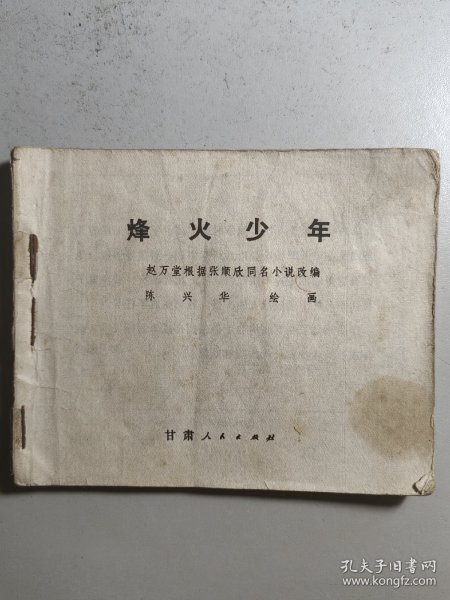 烽火少年
赵万堂根据张顺欣同名小说改编
陈兴华 绘画
甘肃人民出版社
孔夫子旧书网
www.kongfz.com